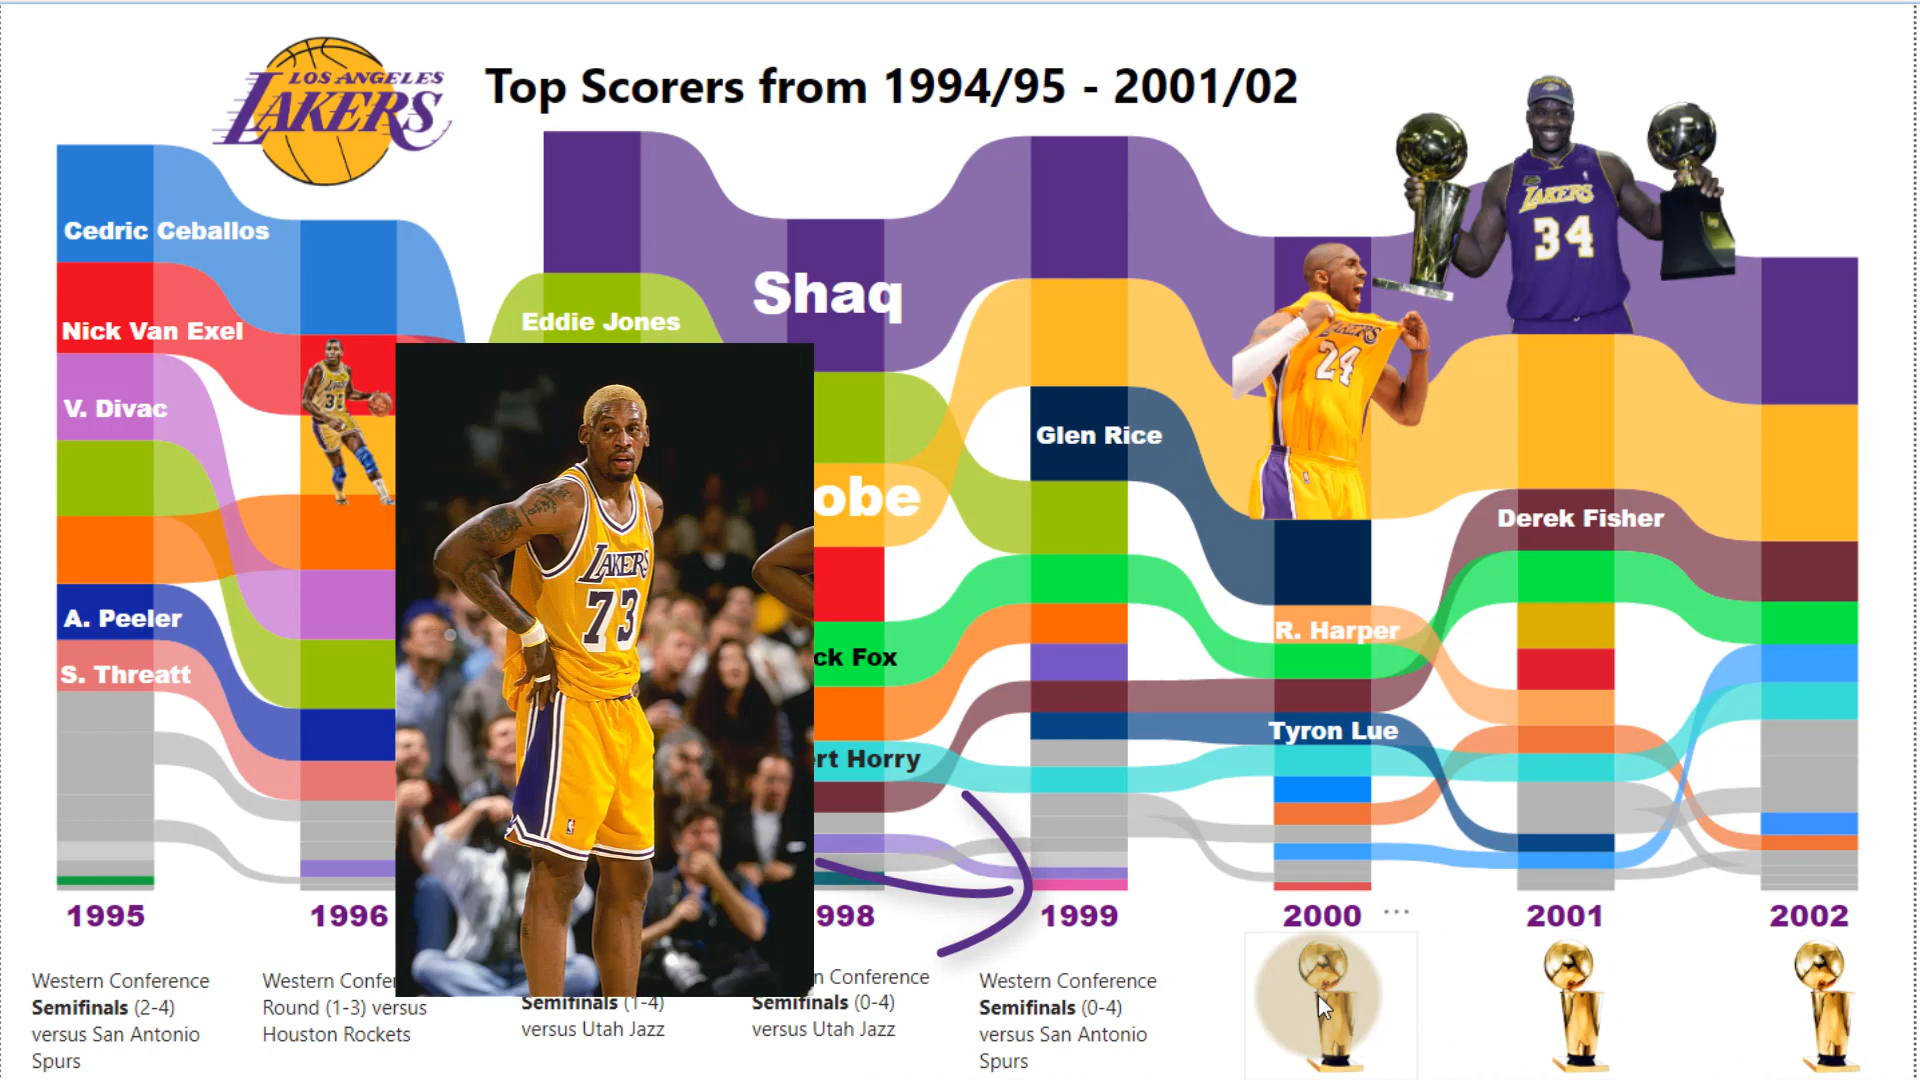 LOS ANGELES
LAKERS
Top Scorers from 1994/95 - 2001/02
LAKERS
34
Cedric Ceballos
Shaq
Eddie Jones
Nick Van Exel
LAKERS
24
V. Divac
Glen Rice
obe
Derek Fisher
LAKERS
73
A. Peeler
R. Harper
ck Fox
S. Threatt
Tyron Lue
ert Horry
1995
1996
998
1999
2000
2001
2002
Western Conference
Semifinals (2-4)
versus San Antonio
Spurs
Western Confe
Round (1-3) versus
Houston Rockets
Semifinals (1-4)
versus Utah Jazz
n Conference
Semifinals (0-4)
versus Utah Jazz
Western Conference
Semifinals (0-4)
versus San Antonio
Spurs